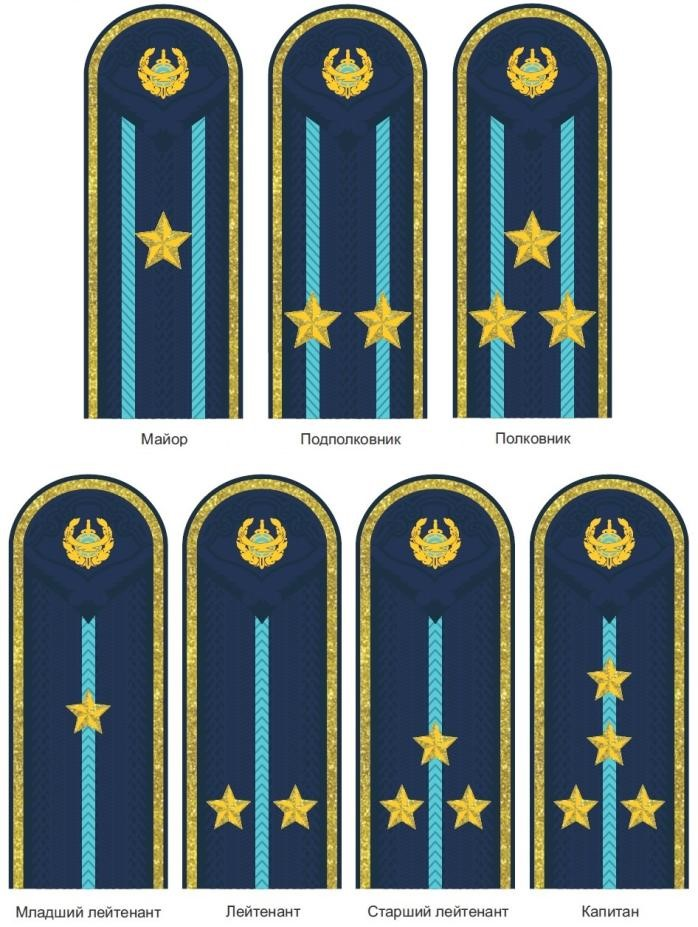 Майор
Подполковник
Полковник
Младший лейтенант
Лейтенант
Старший лейтенант
Капитан